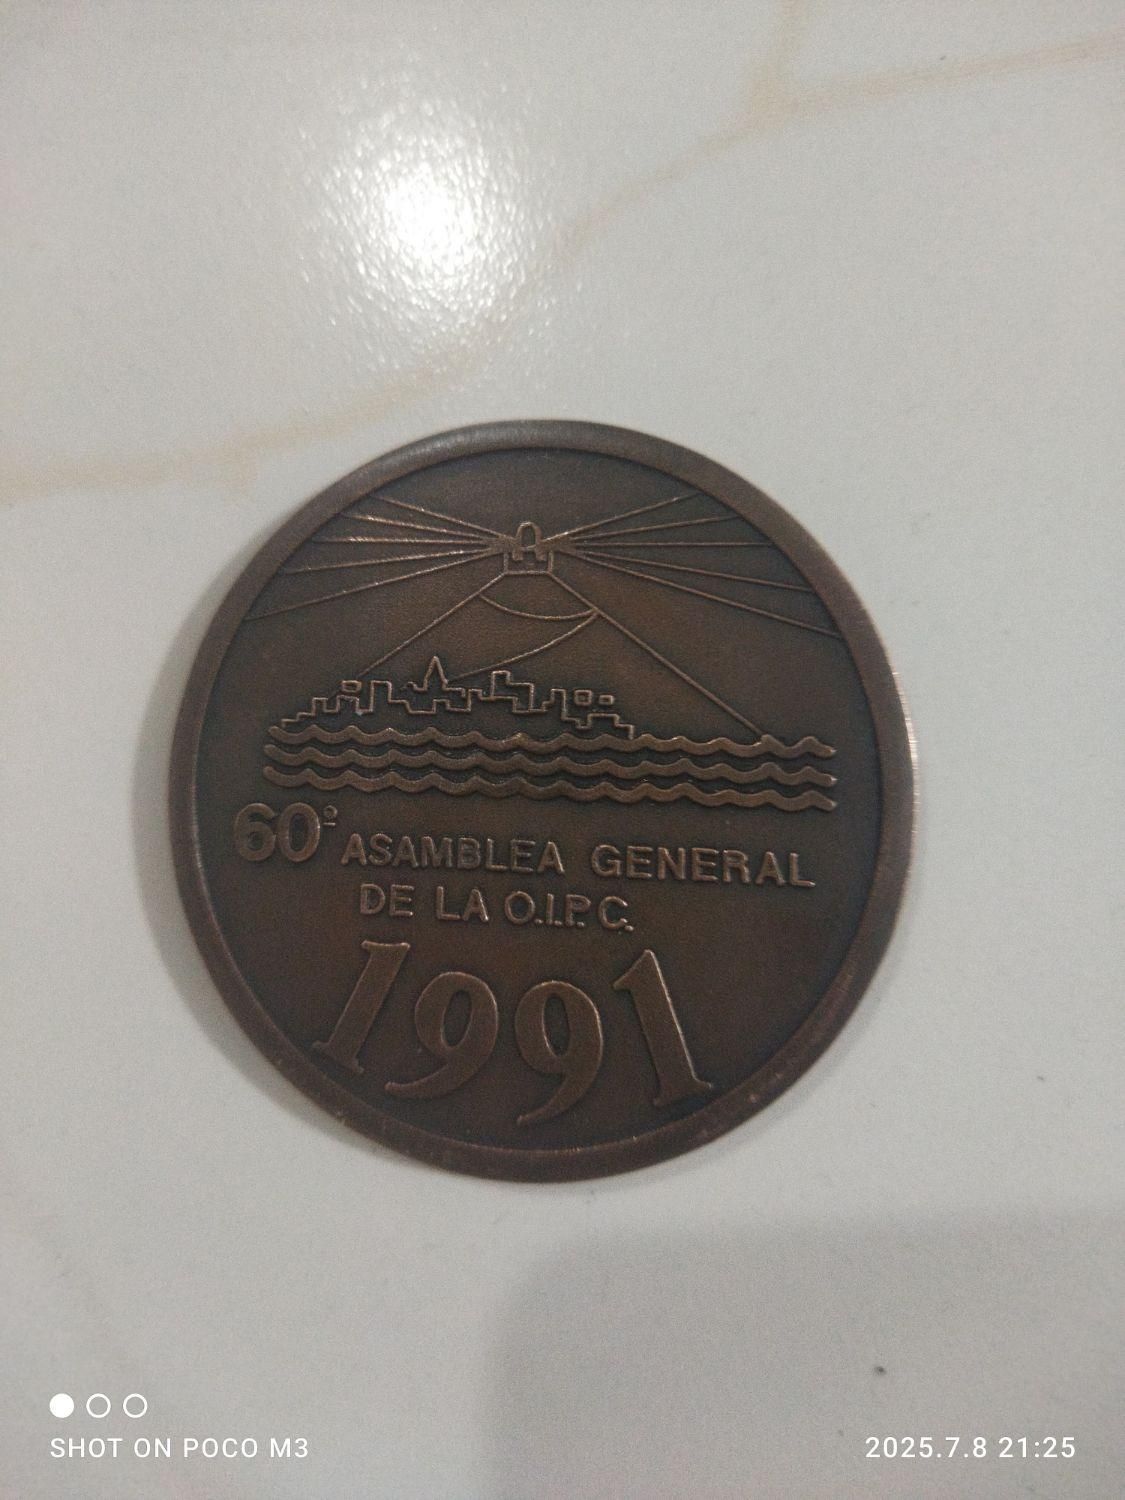 60º ASAMBLEA GENERAL
DE LA O.I.P.C.
1991
SHOT ON POCO M3
2025.7.8 21:25